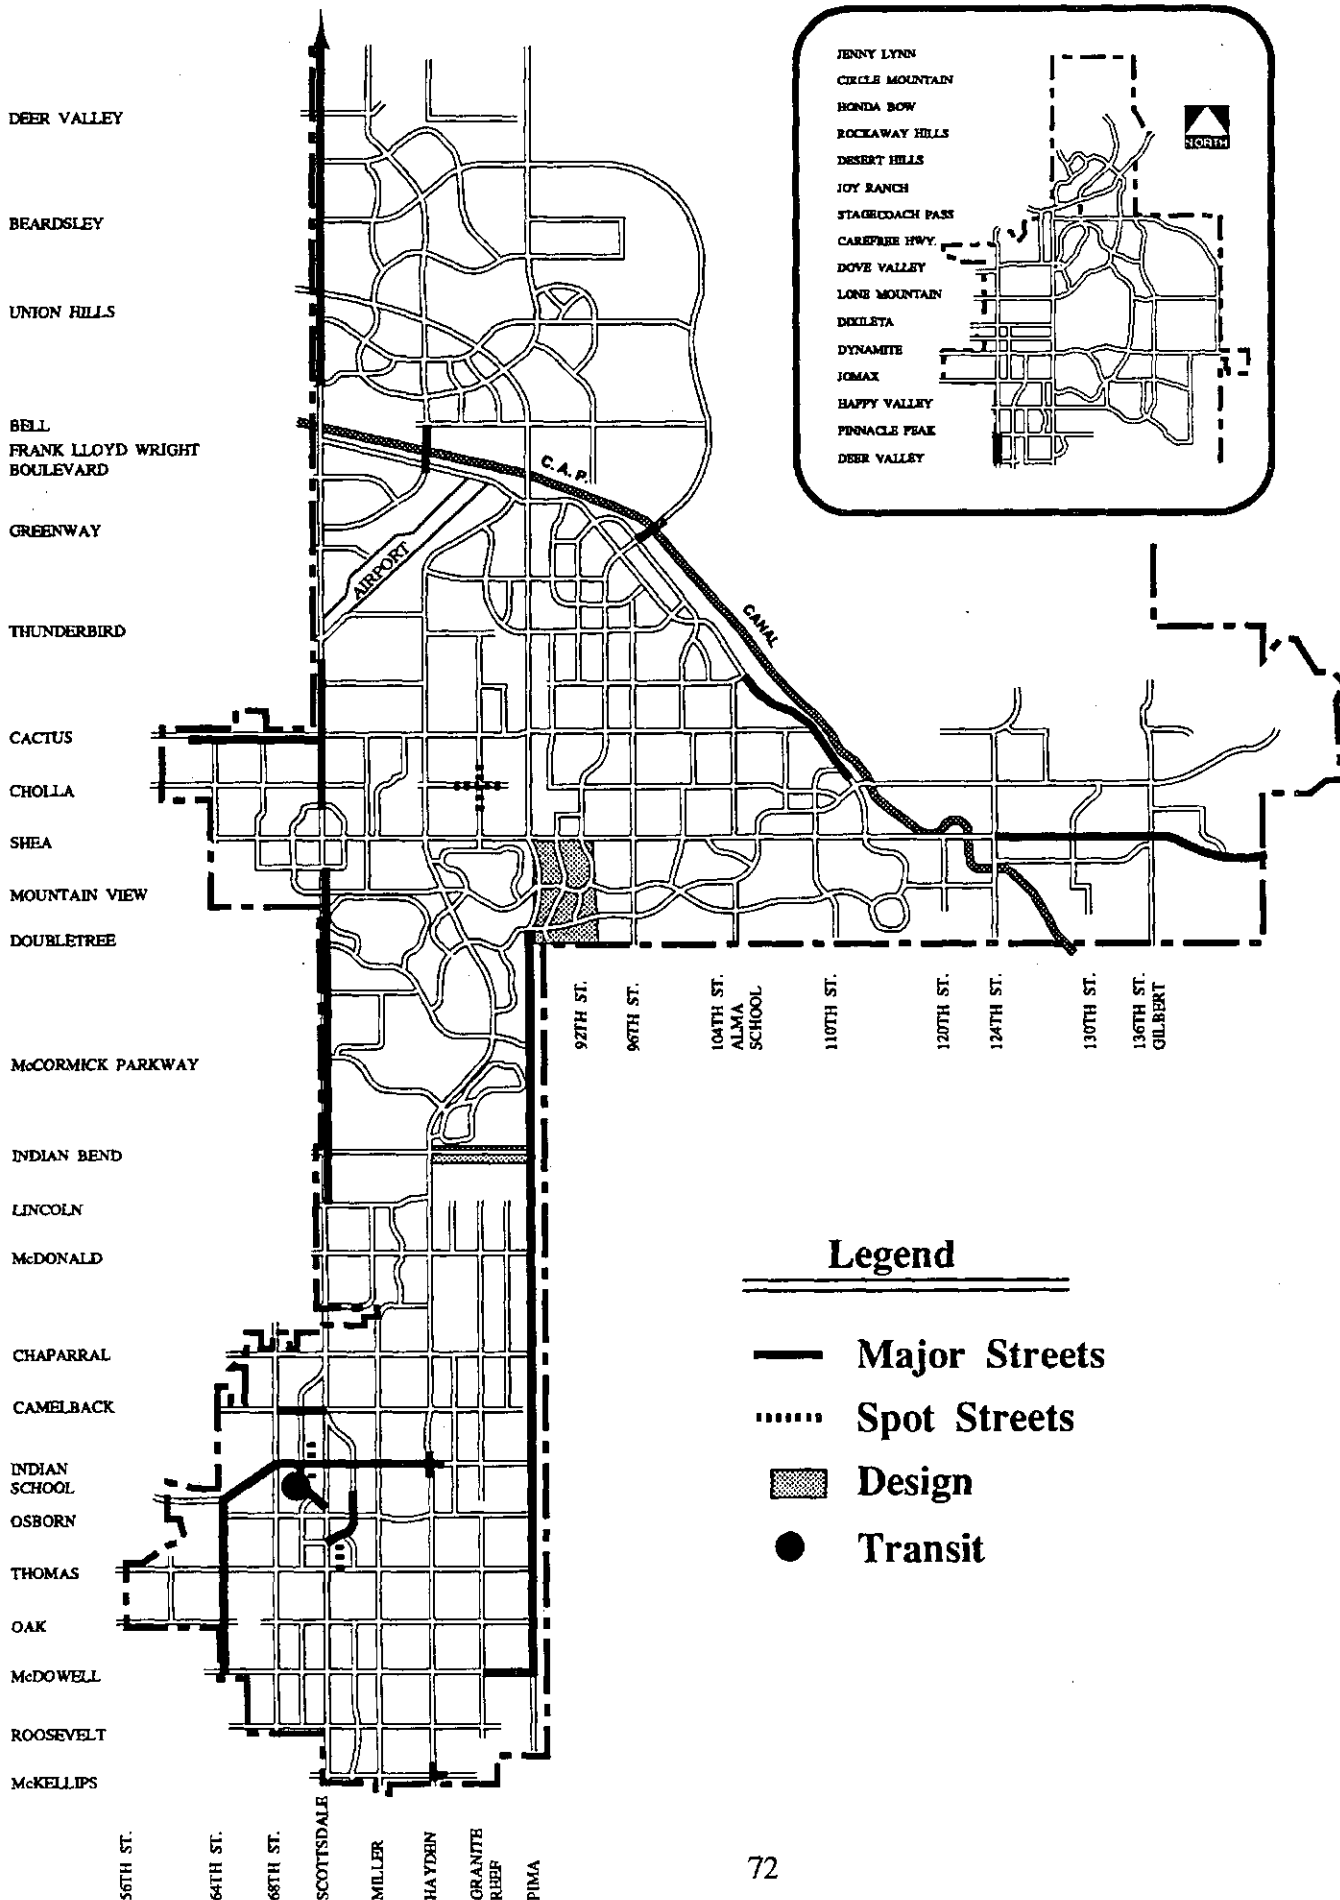 DEER VALLEY
BEARDSLEY
UNION HILLS
BELL
FRANK LLOYD WRIGHT
BOULEVARD
GREENWAY
THUNDERBIRD
CACTUS
CHOLLA
SHEA
MOUNTAIN VIEW
DOUBLETREE
McCORMICK PARKWAY
INDIAN BEND
LINCOLN
McDONALD
CHAPARRAL
CAMELBACK
INDIAN
SCHOOL
OSBORN
THOMAS
OAK
McDOWELL
ROOSEVELT
McKELLIPS
JENNY LYNN
CIRCLE MOUNTAIN
HONDA BOW
ROCKAWAY HILLS
DESERT HILLS
JOY RANCH
STAGECOACH PASS
CAREFREE HWY.
DOVE VALLEY
LONE MOUNTAIN
DIXILETA
DYNAMITE
JOMAX
HAPPY VALLEY
PINNACLE PEAK
DEER VALLEY
NORTH
C.A.P.
CANAL
AIRPORT
92TH ST.
96TH ST.
104TH ST.
ALMA
SCHOOL
110TH ST.
120TH ST.
124TH ST.
130TH ST.
136TH ST.
GILBERT
Legend
Major Streets
Spot Streets
Design
Transit
56TH ST.
64TH ST.
68TH ST.
SCOTTSDALE
MILLER
HAYDEN
GRANITE
REEF
PIMA
72